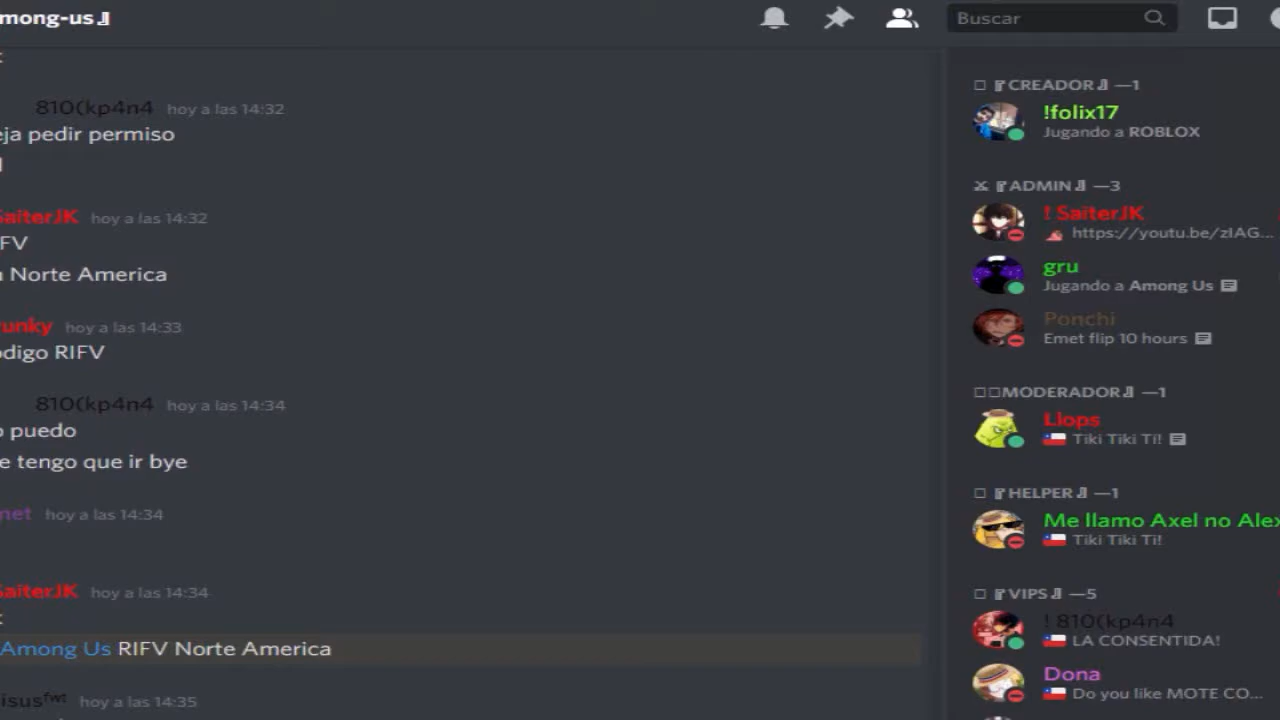 mong-us
Buscar
810(kp4n4 hoy a las 14:32
eja pedir permiso
SaiterJK hoy a las 14:32
FV
Norte America
unky hoy a las 14:33
odigo RIFV
810(kp4n4 hoy a las 14:34
puedo
e tengo que ir bye
net hoy a las 14:34
SaiterJK hoy a las 14:34
Among Us RIFV Norte America
isusᶠʷᵗ hoy a las 14:35
CREADOR —1
!folix17
Jugando a ROBLOX
ADMIN —3
! SaiterJK
https://youtu.be/zIAG...
gru
Jugando a Among Us
Ponchi
Emet flip 10 hours
MODERADOR —1
Llops
Tiki Tiki Ti!
HELPER —1
Me llamo Axel no Alex
Tiki Tiki Ti!
VIPS —5
! 810(kp4n4
LA CONSENTIDA!
Dona
Do you like MOTE CO...